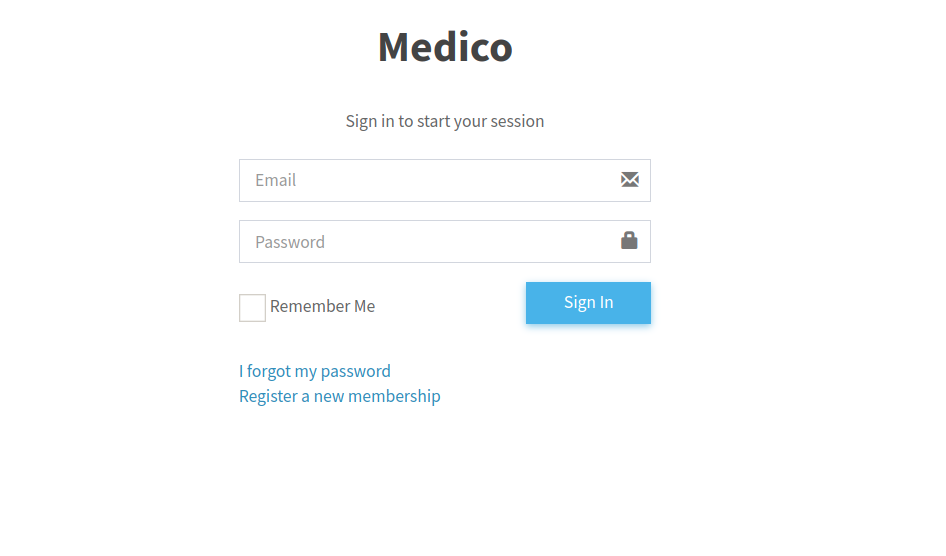 Medico
Sign in to start your session
Email
Password
Remember Me
Sign In
I forgot my password
Register a new membership